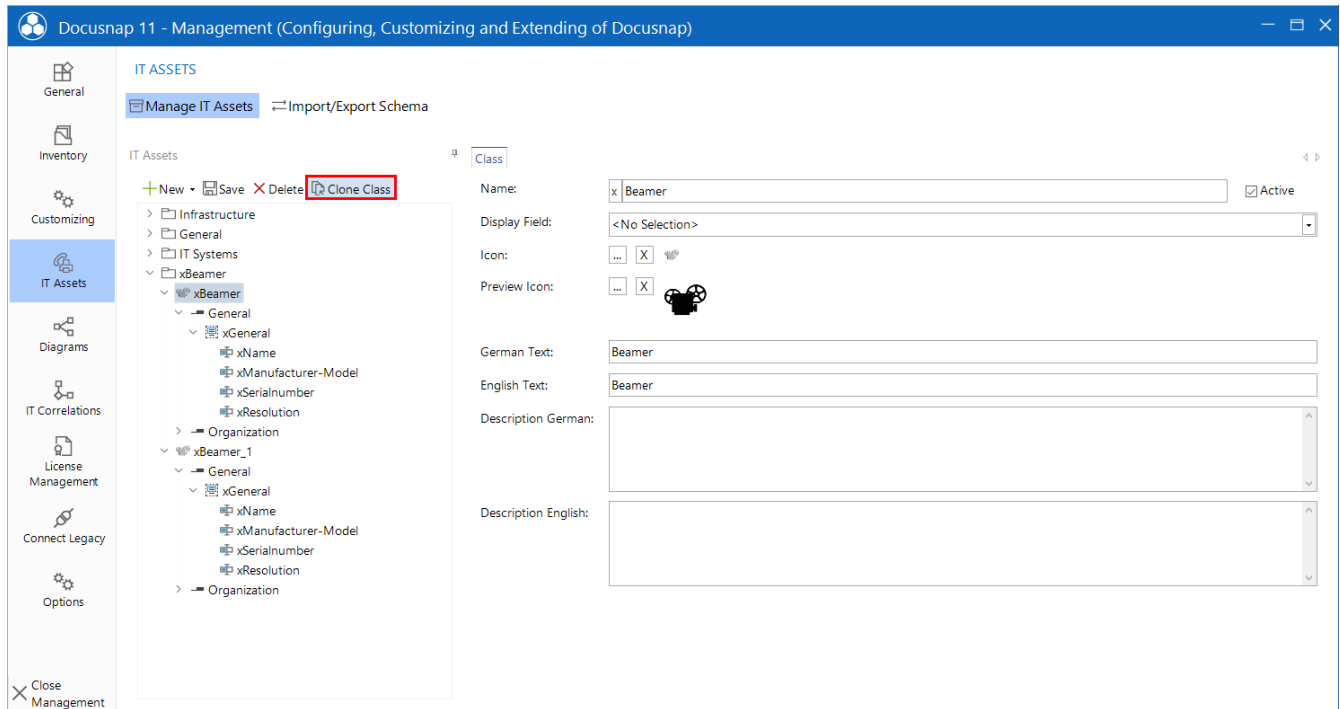 Docusnap 11 - Management (Configuring, Customizing and Extending of Docusnap)
General
Inventory
Customizing
IT Assets
Diagrams
IT Correlations
License
Management
Connect Legacy
Options
Close
Management
IT ASSETS
Manage IT Assets Import/Export Schema
IT Assets
New Save Delete Clone Class
Infrastructure
General
IT Systems
xBeamer
xBeamer
General
xGeneral
xName
xManufacturer-Model
xSerialnumber
xResolution
Organization
xBeamer_1
General
xGeneral
xName
xManufacturer-Model
xSerialnumber
xResolution
Organization
Class
Name: x Beamer Active
Display Field: <No Selection>
Icon: ... X
Preview Icon: ... X
German Text: Beamer
English Text: Beamer
Description German:
Description English: